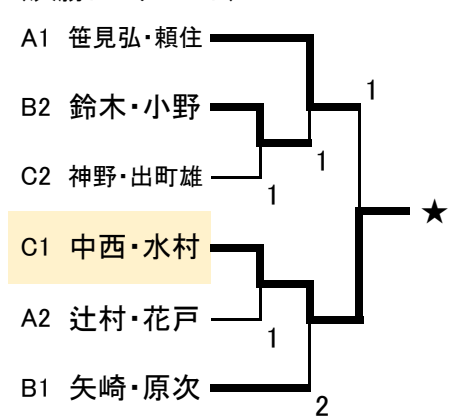 A1 笹見弘・頼住
1
B2 鈴木・小野
1
C2 神野・出町雄
1
★
C1 中西・水村
A2 辻村・花戸
1
B1 矢崎・原次
2